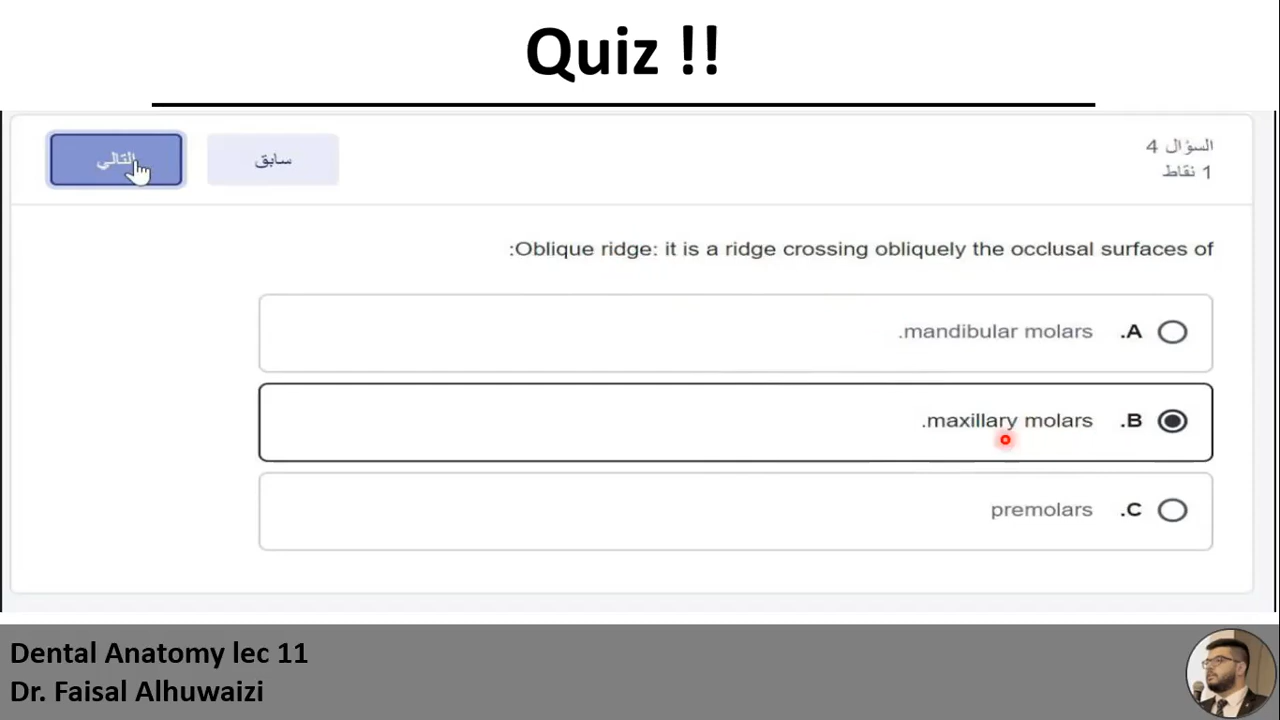 Quiz !!
السؤال 4
1 نقاط
سابق
التالي
:Oblique ridge: it is a ridge crossing obliquely the occlusal surfaces of
.mandibular molars .A
.maxillary molars .B
premolars .C
Dental Anatomy lec 11
Dr. Faisal Alhuwaizi